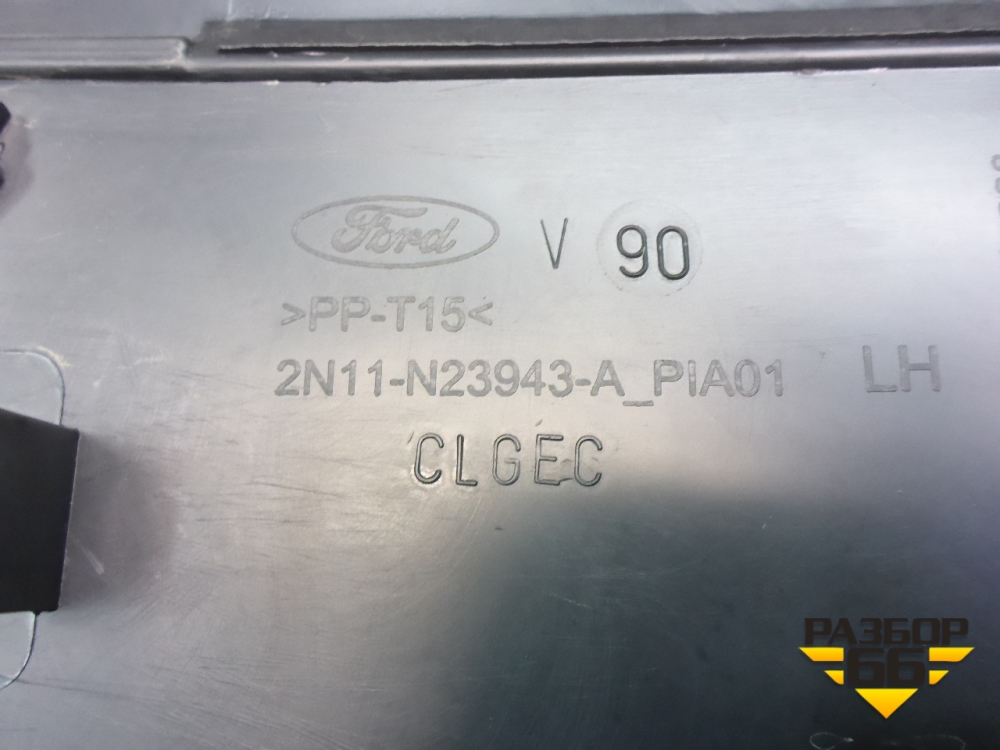 Ford V 90
>PP-T15<
2N11-N23943-A_PIA01 LH
CLGEC
РАЗБОР
66